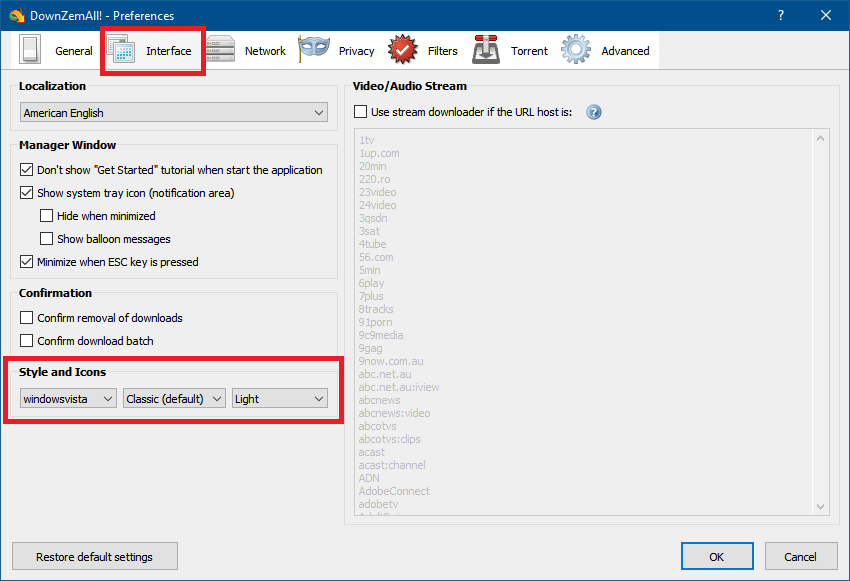 DownZemAll! - Preferences
General
Interface
Network
Privacy
Filters
Torrent
Advanced
Localization
American English
Manager Window
Don't show "Get Started" tutorial when start the application
Show system tray icon (notification area)
Hide when minimized
Show balloon messages
Minimize when ESC key is pressed
Confirmation
Confirm removal of downloads
Confirm download batch
Style and Icons
windowsvista
Classic (default)
Light
Video/Audio Stream
Use stream downloader if the URL host is:
?
1tv
1up.com
20min
220.ro
23video
24video
3qsdn
3sat
4tube
56.com
5min
6play
7plus
8tracks
91porn
9c9media
9gag
9now.com.au
abc.net.au
abc.net.au:iview
abcnews
abcnews:video
abcotvs
abcotvs:clips
acast
acast:channel
ADN
AdobeConnect
adobetv
Restore default settings
OK
Cancel